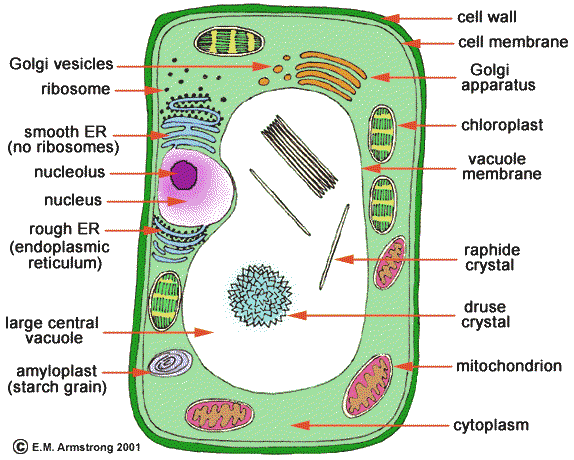 cell wall
cell membrane
Golgi vesicles
Golgi
apparatus
ribosome
chloroplast
smooth ER
(no ribosomes)
vacuole
membrane
nucleolus
nucleus
rough ER
(endoplasmic
reticulum)
raphide
crystal
druse
crystal
large central
vacuole
mitochondrion
amyloplast
(starch grain)
cytoplasm
© E.M. Armstrong 2001